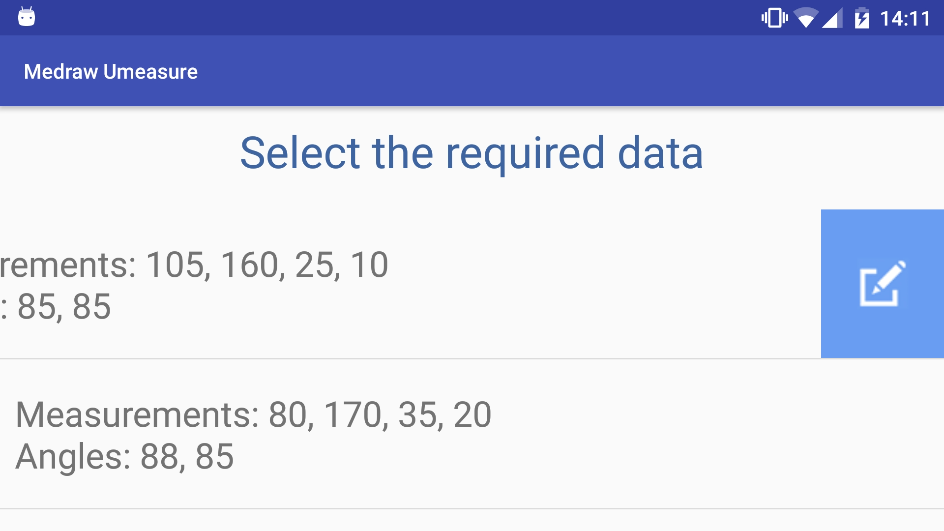 14:11
Medraw Umeasure
Select the required data
rements: 105, 160, 25, 10
: 85, 85
Measurements: 80, 170, 35, 20
Angles: 88, 85